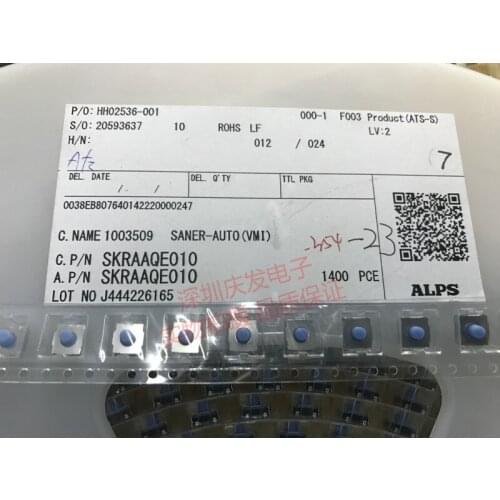 P/O: HH02536-001 000-1 F003 Product(ATS-S)
S/O: 20593637 10 ROHS LF LV:2
H/N: 012 / 024
7
DEL. DATE DEL. Q'TY TTL PKG
0038EB807640142220000247
C. NAME 1003509 SANER-AUTO(VMI)
-23
C. P/N SKRAAQE010
A. P/N SKRAAQE010 1400 PCE
LOT NO J444226165 ALPS
深圳庆发电子